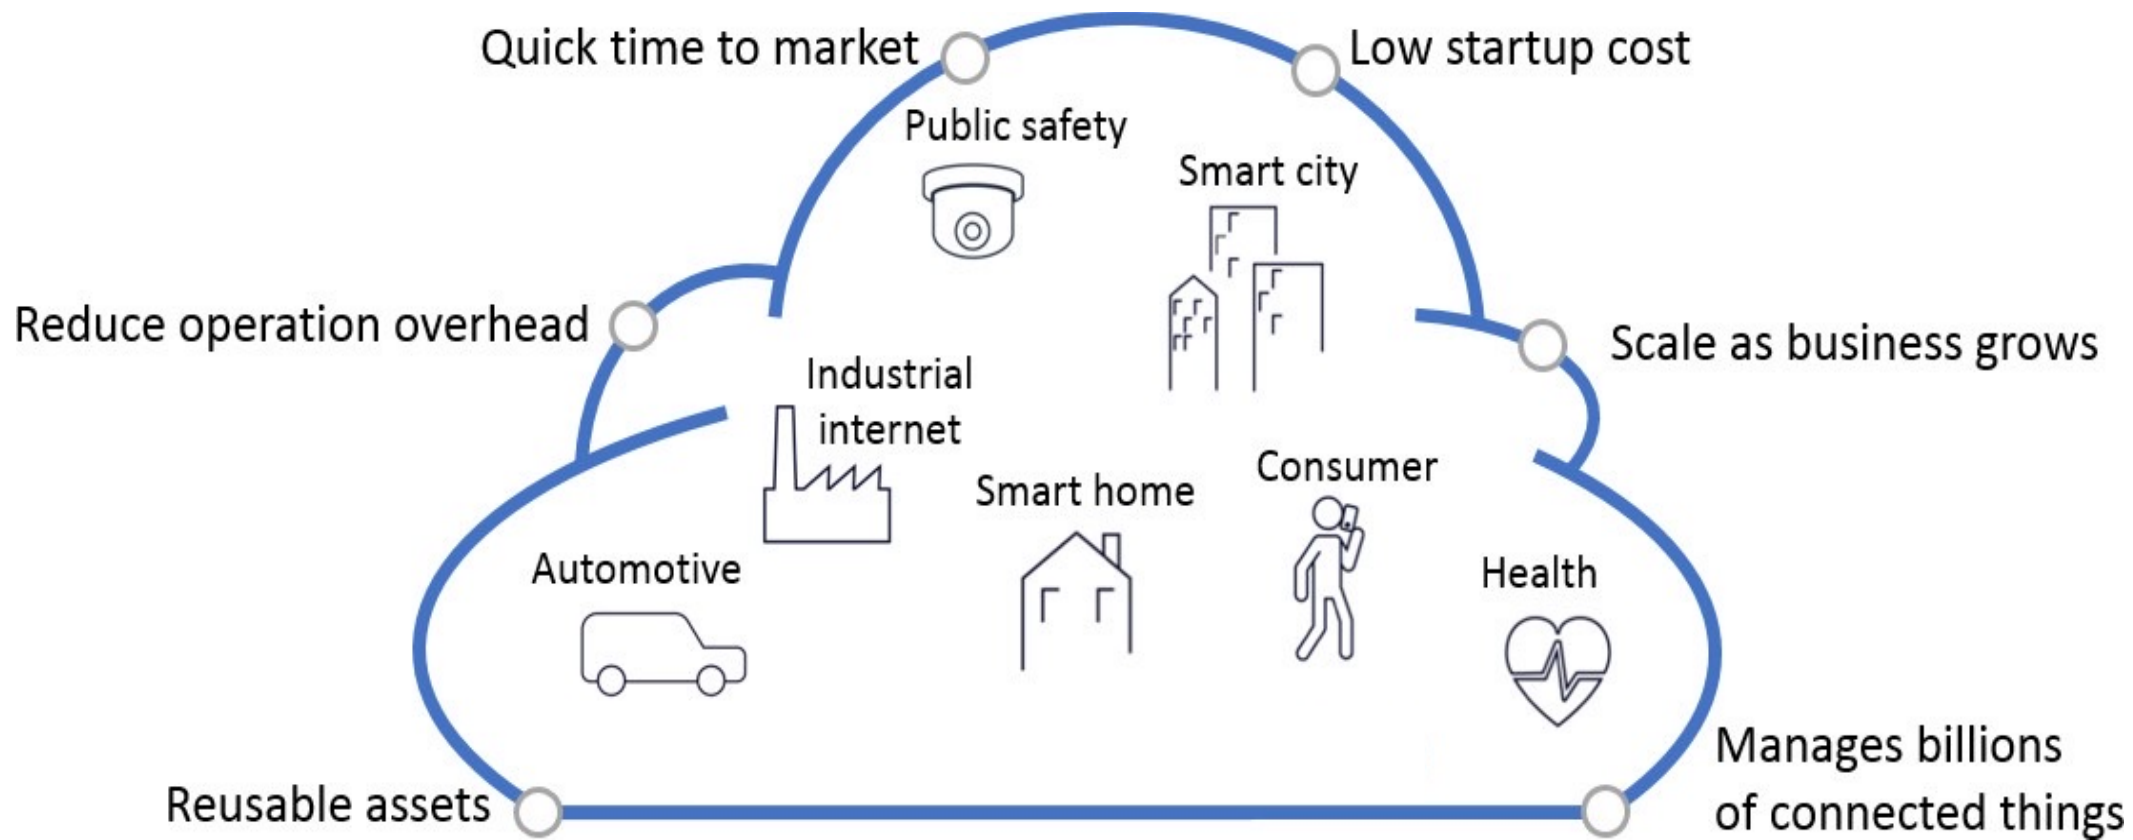 Quick time to market
Low startup cost
Public safety
Smart city
Reduce operation overhead
Scale as business grows
Industrial
internet
Consumer
Smart home
Automotive
Health
Manages billions
of connected things
Reusable assets